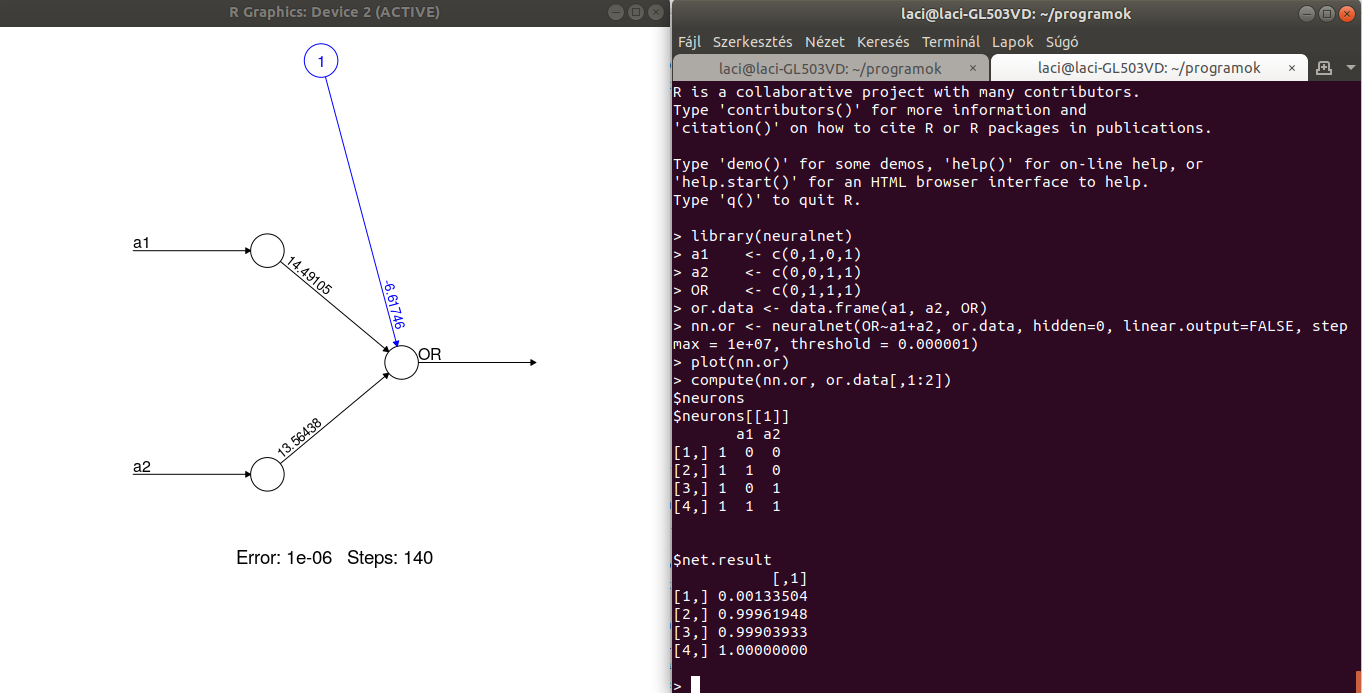 R Graphics: Device 2 (ACTIVE)
1
a1
14.49105
-6.61746
OR
13.56438
a2
Error: 1e-06   Steps: 140
laci@laci-GL503VD: ~/programok
Fájl Szerkesztés Nézet Keresés Terminál Lapok Súgó
laci@laci-GL503VD: ~/programok × laci@laci-GL503VD: ~/programok ×
R is a collaborative project with many contributors.
Type 'contributors()' for more information and
'citation()' on how to cite R or R packages in publications.
Type 'demo()' for some demos, 'help()' for on-line help, or
'help.start()' for an HTML browser interface to help.
Type 'q()' to quit R.
> library(neuralnet)
> a1    <- c(0,1,0,1)
> a2    <- c(0,0,1,1)
> OR    <- c(0,1,1,1)
> or.data <- data.frame(a1, a2, OR)
> nn.or <- neuralnet(OR~a1+a2, or.data, hidden=0, linear.output=FALSE, step
max = 1e+07, threshold = 0.000001)
> plot(nn.or)
> compute(nn.or, or.data[,1:2])
$neurons
$neurons[[1]]
       a1 a2
[1,] 1  0  0
[2,] 1  1  0
[3,] 1  0  1
[4,] 1  1  1
$net.result
           [,1]
[1,] 0.00133504
[2,] 0.99961948
[3,] 0.99903933
[4,] 1.00000000
>